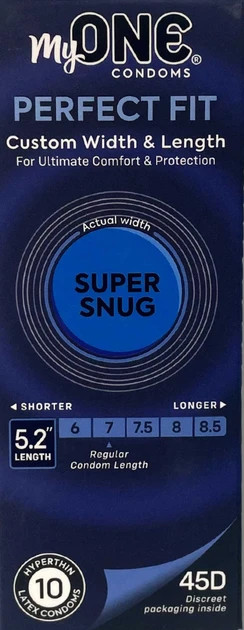 MyONE®
CONDOMS
PERFECT FIT
Custom Width & Length
For Ultimate Comfort & Protection
Actual width
SUPER
SNUG
◀ SHORTER LONGER ▶
5.2" 6 7 7.5 8 8.5
LENGTH
▲
Regular
Condom Length
HYPERTHIN
10
LATEX CONDOMS
45D
Discreet
packaging inside